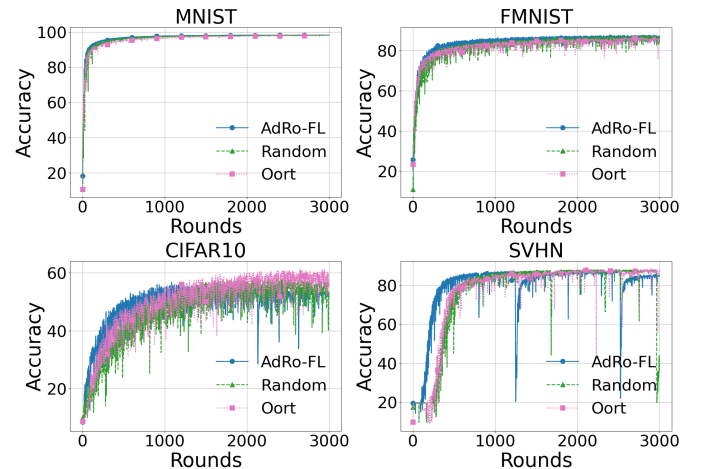 MNIST
100
80
60
40
20
Accuracy
AdRo-FL
Random
Oort
0
1000
2000
3000
Rounds
FMNIST
80
60
40
20
Accuracy
AdRo-FL
Random
Oort
0
1000
2000
3000
Rounds
CIFAR10
60
40
20
Accuracy
AdRo-FL
Random
Oort
0
1000
2000
3000
Rounds
SVHN
80
60
40
20
Accuracy
AdRo-FL
Random
Oort
0
1000
2000
3000
Rounds